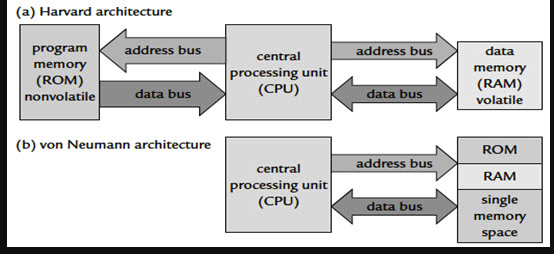 (a) Harvard architecture
program
memory
(ROM)
nonvolatile
address bus
data bus
central
processing unit
(CPU)
address bus
data bus
data
memory
(RAM)
volatile
(b) von Neumann architecture
central
processing unit
(CPU)
address bus
data bus
ROM
RAM
single
memory
space